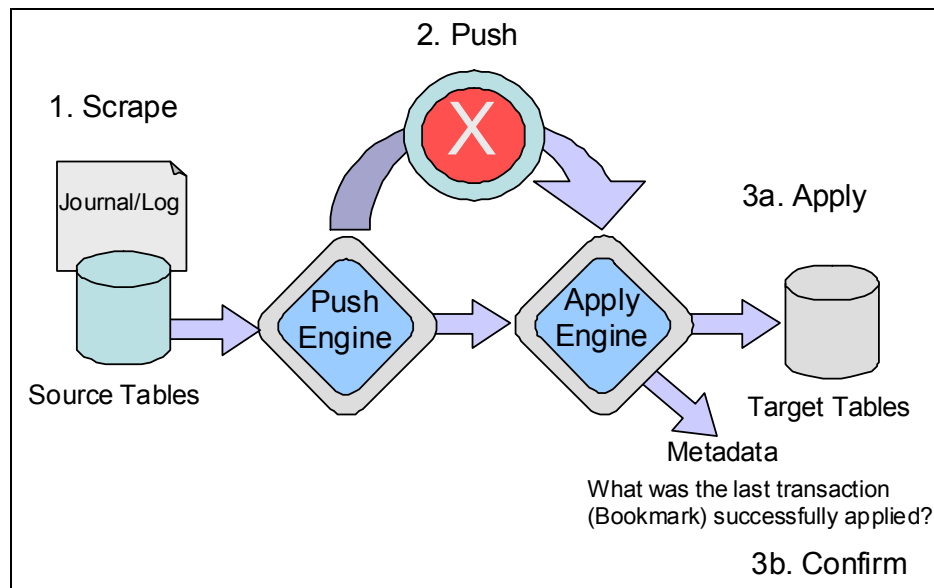 2. Push
1. Scrape
X
Journal/Log
3a. Apply
Push
Engine
Apply
Engine
Source Tables
Target Tables
Metadata
What was the last transaction
(Bookmark) successfully applied?
3b. Confirm